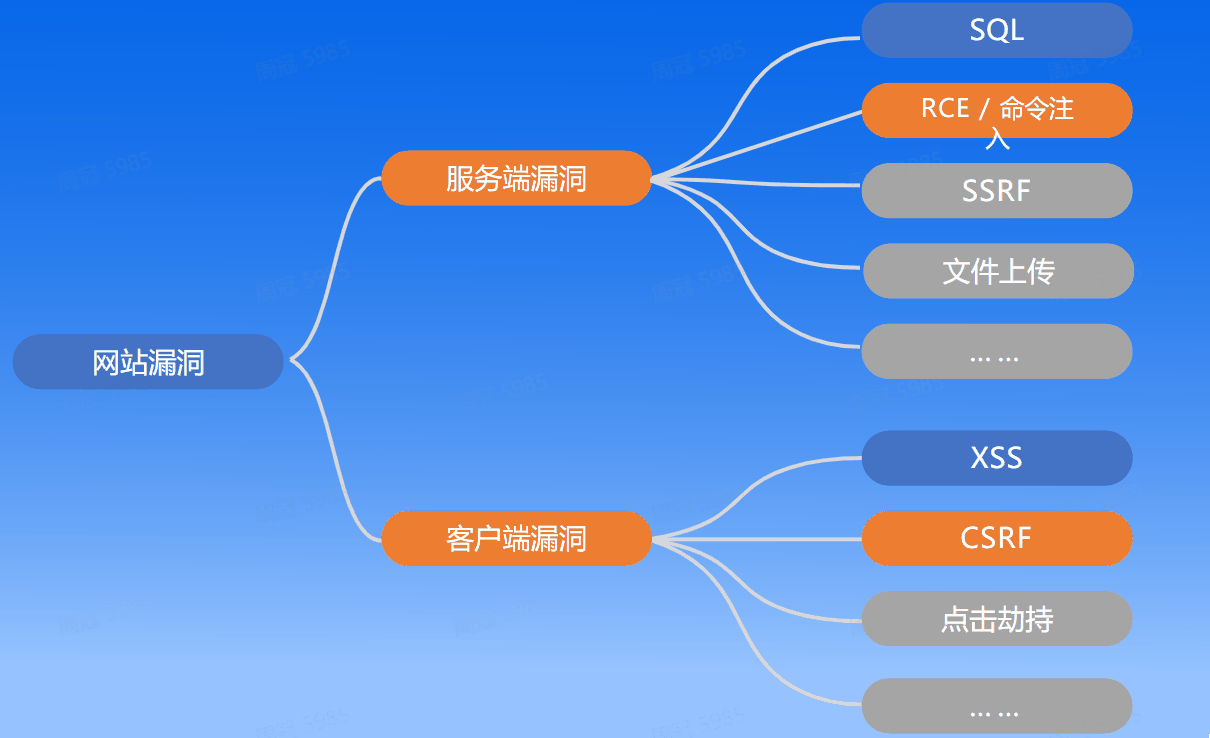 网站漏洞
服务端漏洞
SQL
RCE / 命令注
入
SSRF
文件上传
... ...
客户端漏洞
XSS
CSRF
点击劫持
... ...